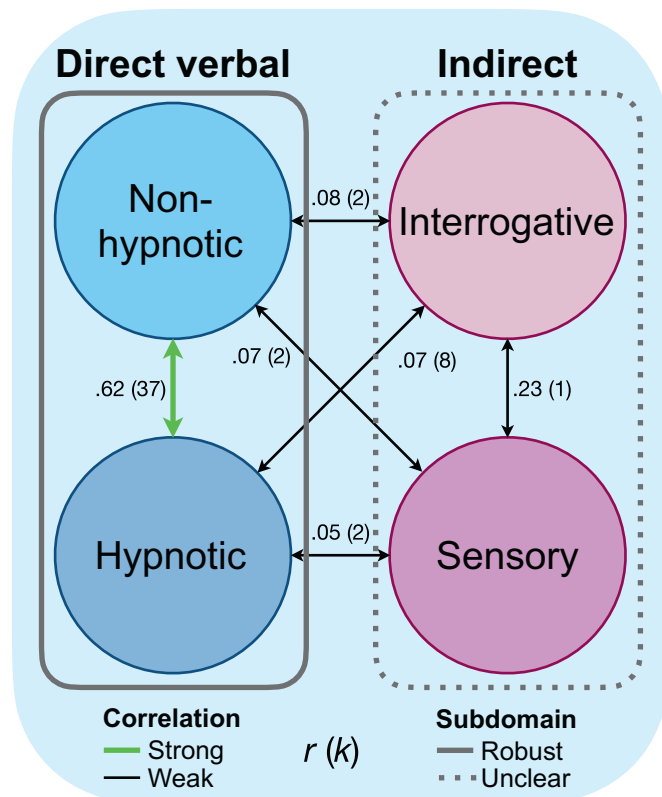 Direct verbal
Indirect
Non-
hypnotic
.08 (2)
Interrogative
.62 (37)
.07 (2)
.07 (8)
.23 (1)
Hypnotic
.05 (2)
Sensory
Correlation
Strong
Weak
r (k)
Subdomain
Robust
Unclear